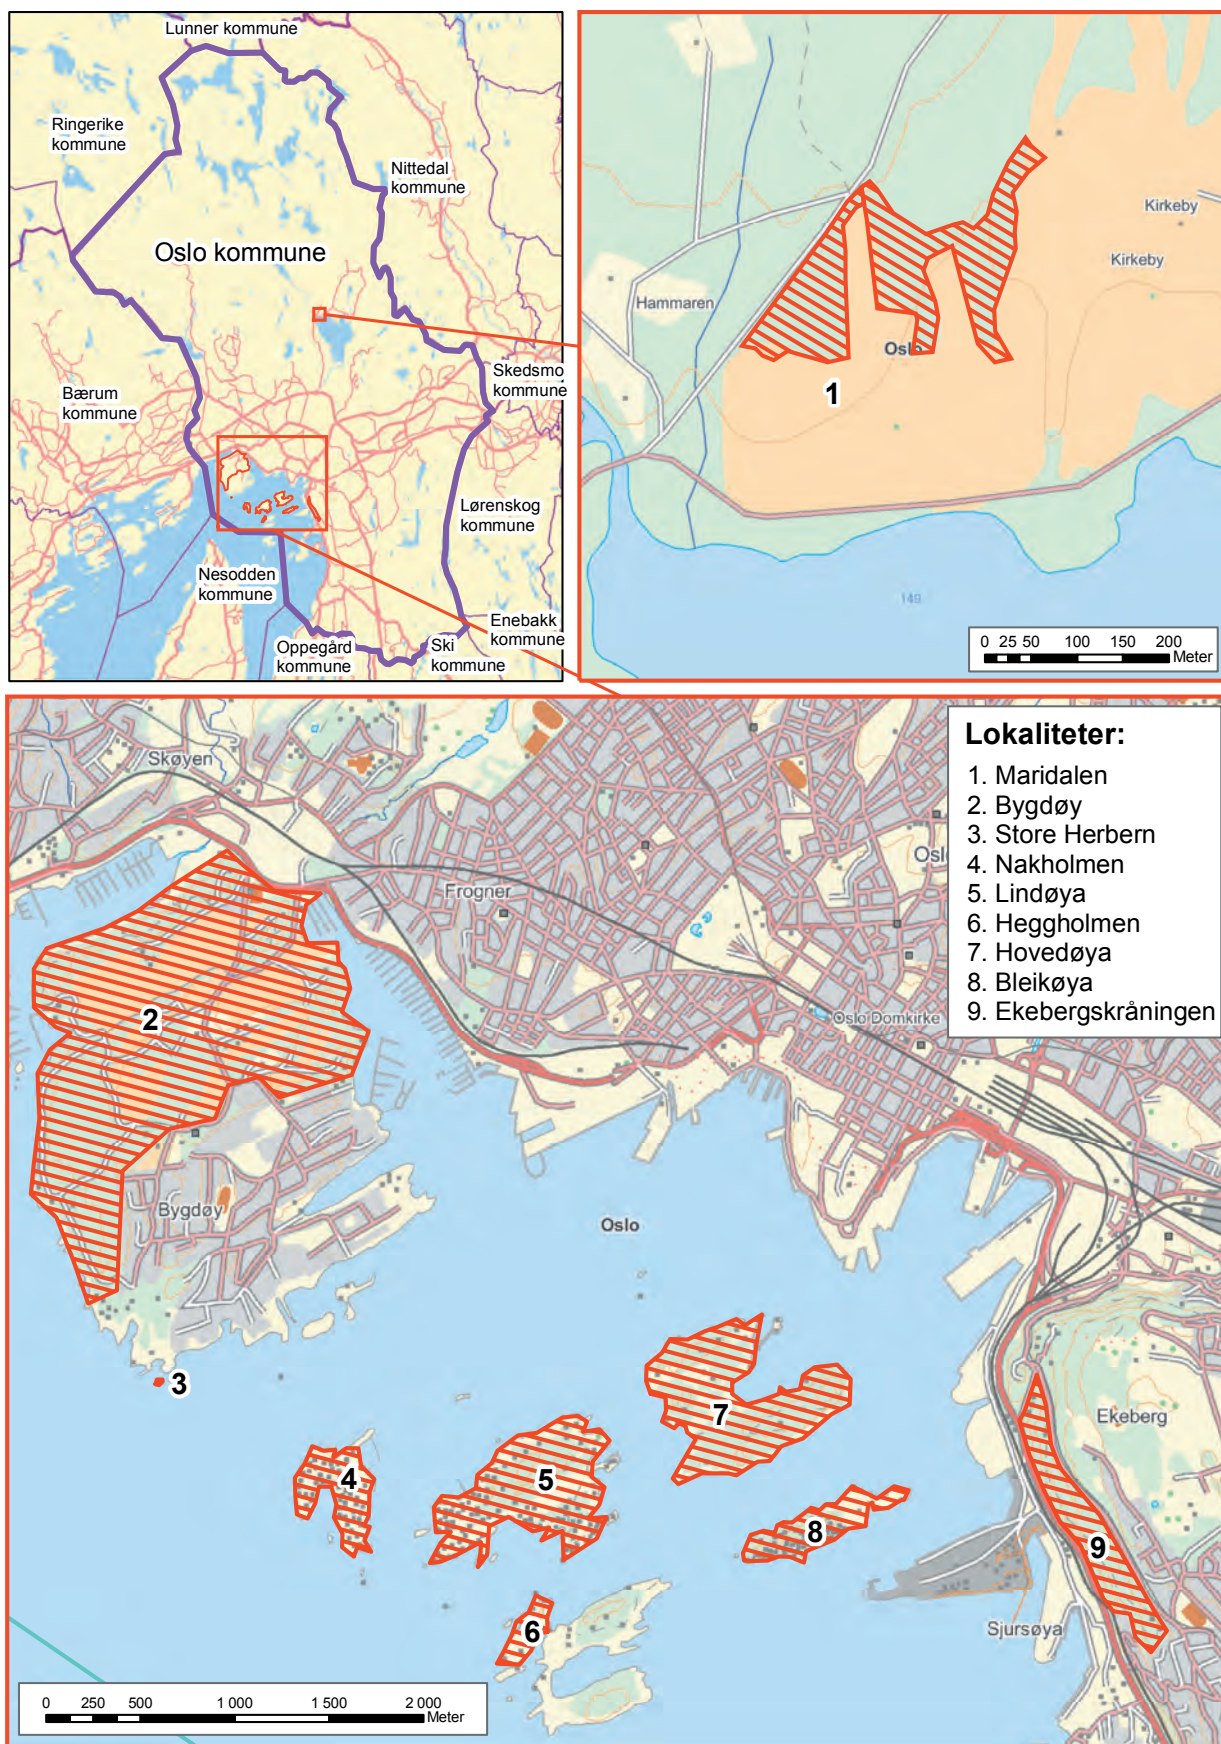 Lunner kommune
Ringerike
kommune
Nittedal
kommune
Oslo kommune
Bærum
kommune
Skedsmo
kommune
Lørenskog
kommune
Nesodden
kommune
Enebakk
kommune
Oppegård
kommune
Ski
kommune
Kirkeby
Kirkeby
Hammaren
Oslo
1
149
0 25 50 100 150 200
Meter
Lokaliteter:
1. Maridalen
2. Bygdøy
3. Store Herbern
4. Nakholmen
5. Lindøya
6. Heggholmen
7. Hovedøya
8. Bleikøya
9. Ekebergskråningen
Skøyen
Oslo
Frogner
2
Oslo Domkirke
Bygdøy
Oslo
3
7
Ekeberg
4
5
8
9
6
Sjursøya
0 250 500 1 000 1 500 2 000
Meter